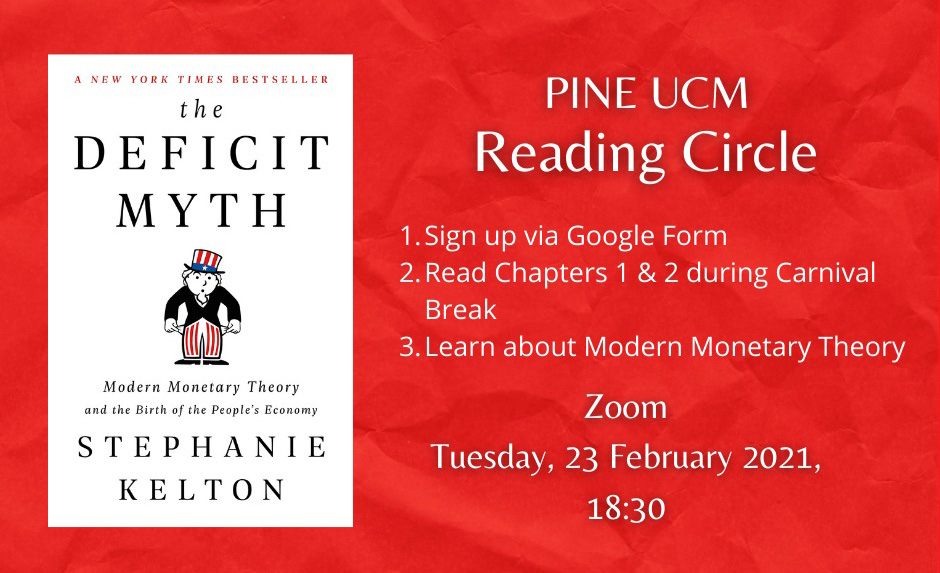 A NEW YORK TIMES BESTSELLER
the
DEFICIT
MYTH
Modern Monetary Theory
and the Birth of the People's Economy
STEPHANIE
KELTON
PINE UCM
Reading Circle
1. Sign up via Google Form
2. Read Chapters 1 & 2 during Carnival
Break
3. Learn about Modern Monetary Theory
Zoom
Tuesday, 23 February 2021,
18:30